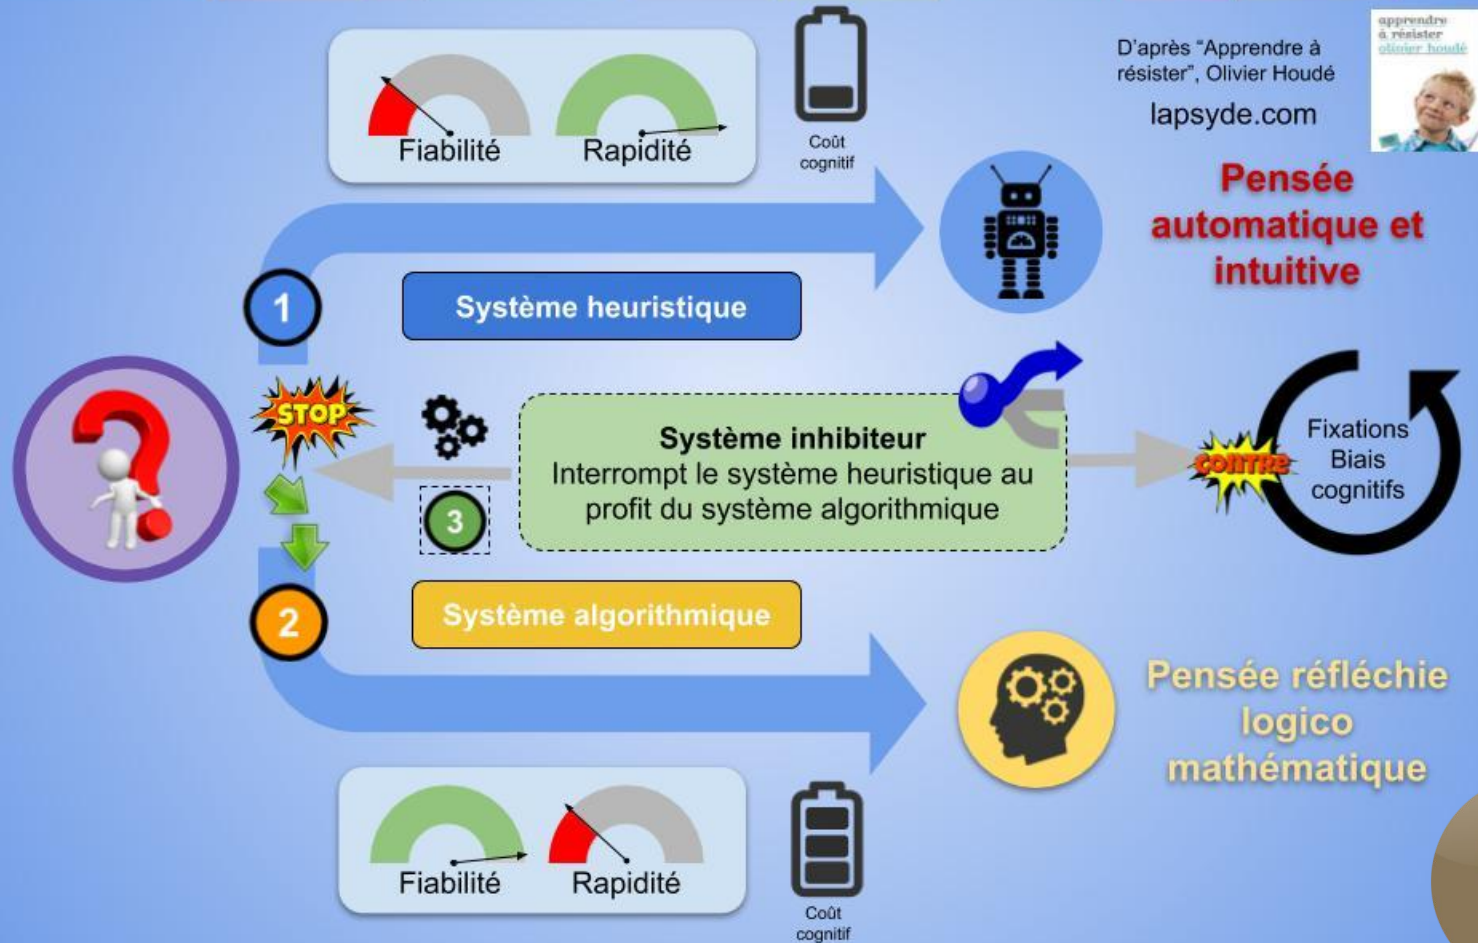 Fiabilité
Rapidité
Coût
cognitif
D'après "Apprendre à
résister", Olivier Houdé
lapsyde.com
apprendre
à résister
olivier houdé
Pensée
automatique et
intuitive
1
Système heuristique
STOP
Système inhibiteur
Interrompt le système heuristique au
profit du système algorithmique
3
CONTRE
Fixations
Biais
cognitifs
2
Système algorithmique
Pensée réfléchie
logico
mathématique
Fiabilité
Rapidité
Coût
cognitif